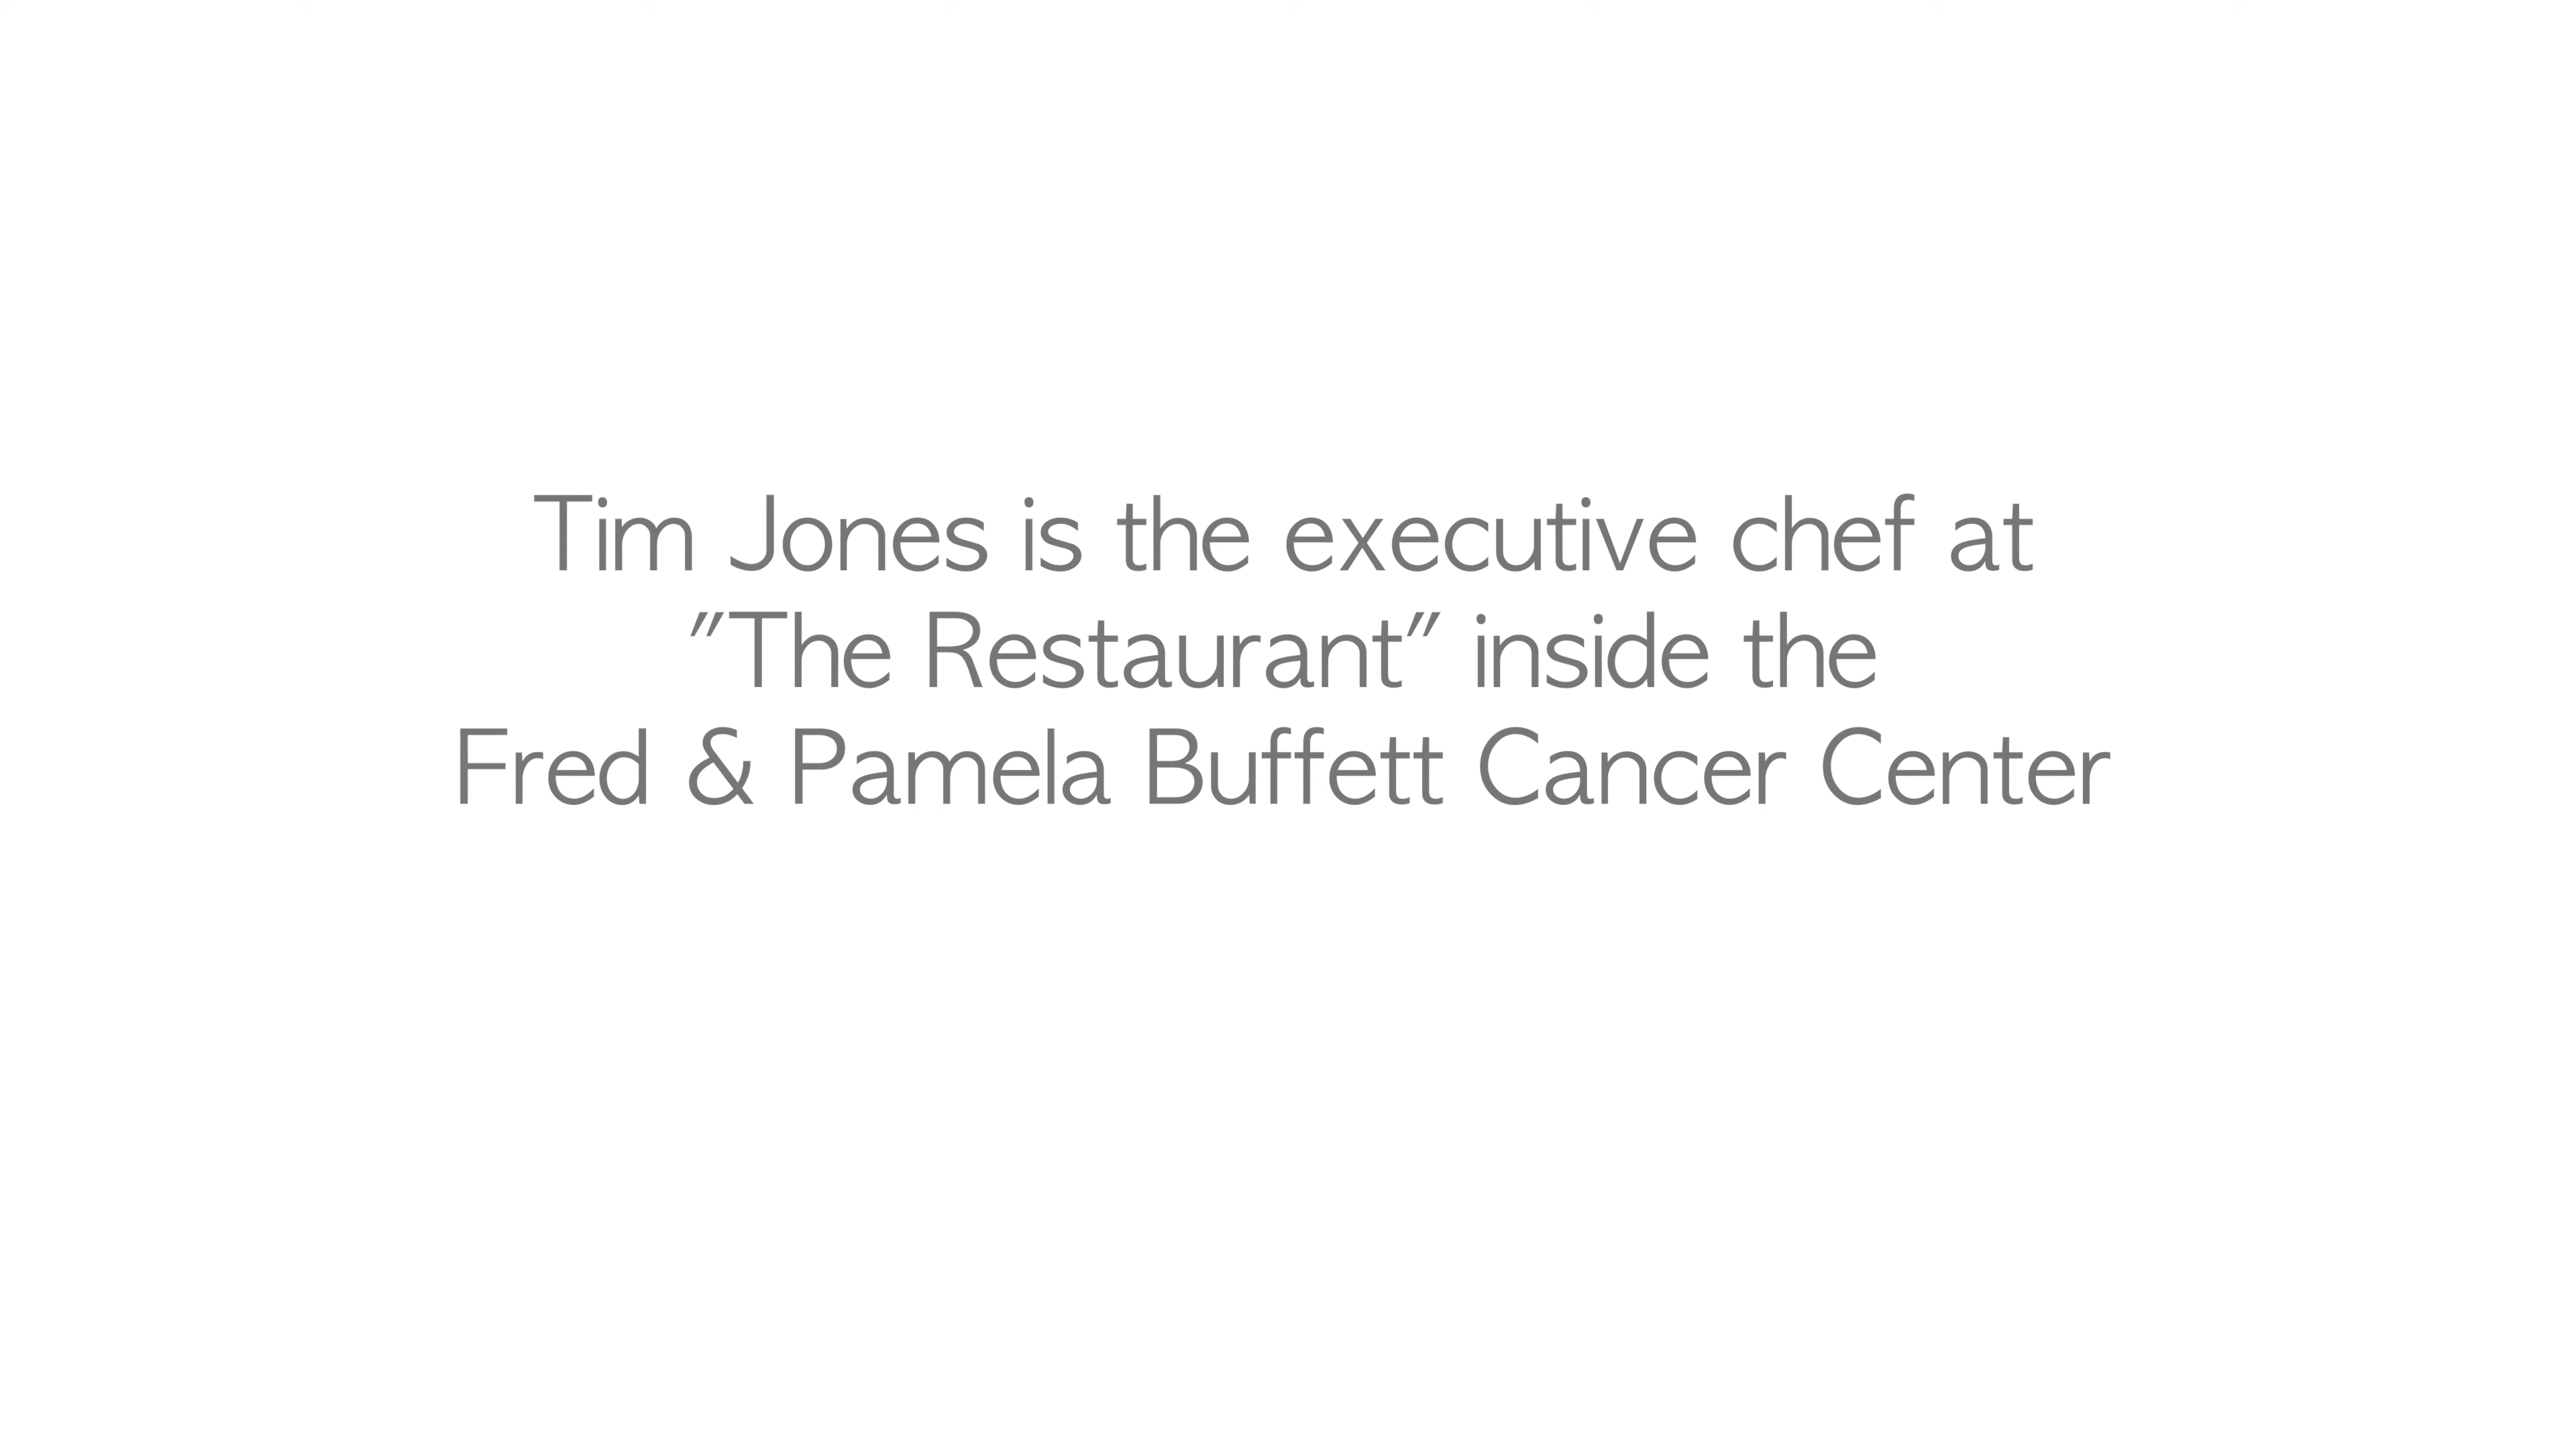 Tim Jones is the executive chef at
"The Restaurant" inside the
Fred & Pamela Buffett Cancer Center